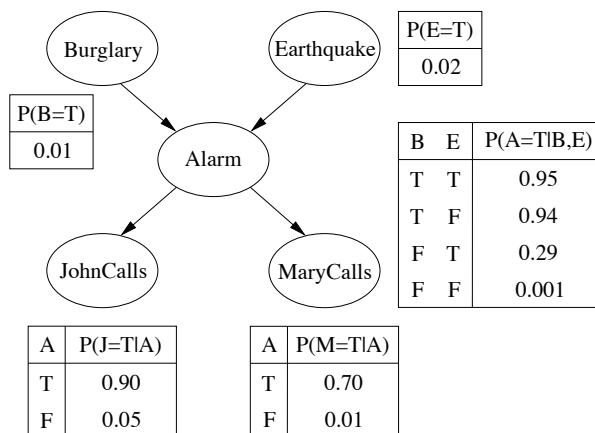 Burglary
Earthquake
P(E=T)
0.02
P(B=T)
0.01
Alarm
B E P(A=T|B,E)
T T 0.95
T F 0.94
F T 0.29
F F 0.001
JohnCalls
MaryCalls
A P(J=T|A)
T 0.90
F 0.05
A P(M=T|A)
T 0.70
F 0.01